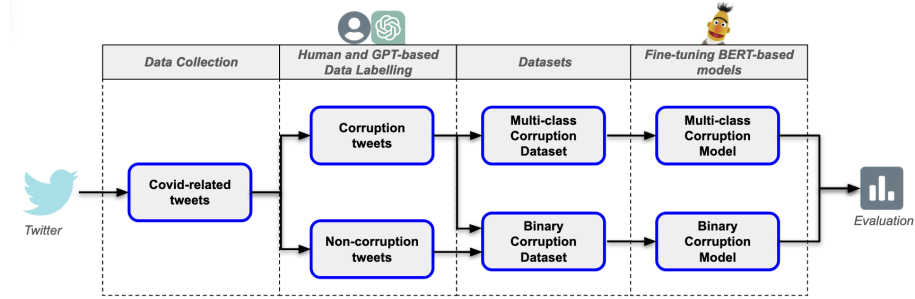 Data Collection
Human and GPT-based
Data Labelling
Datasets
Fine-tuning BERT-based
models
Twitter
Covid-related
tweets
Corruption
tweets
Non-corruption
tweets
Multi-class
Corruption
Dataset
Binary
Corruption
Dataset
Multi-class
Corruption
Model
Binary
Corruption
Model
Evaluation